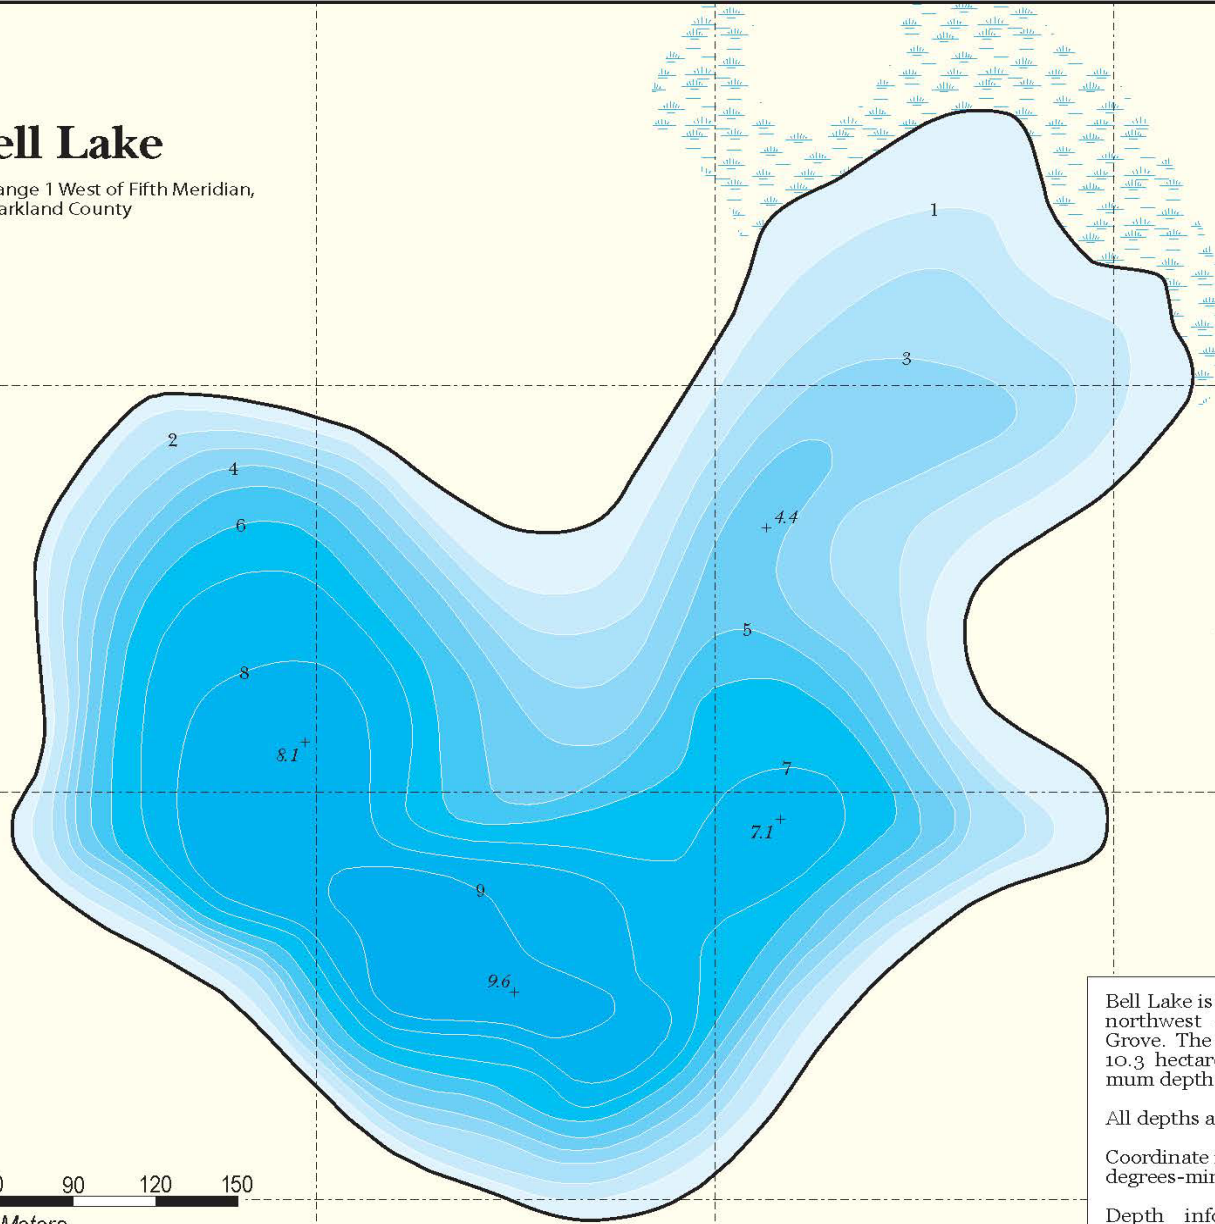 ell Lake
ange 1 West of Fifth Meridian,
arkland County
1
3
2
4
6
4.4
5
8
8.1
7
7.1
9
9.6
Bell Lake is
northwest
Grove. The
10.3 hectar
mum depth
All depths a
Coordinate
degrees-min
Depth info
0 90 120 150
Meters